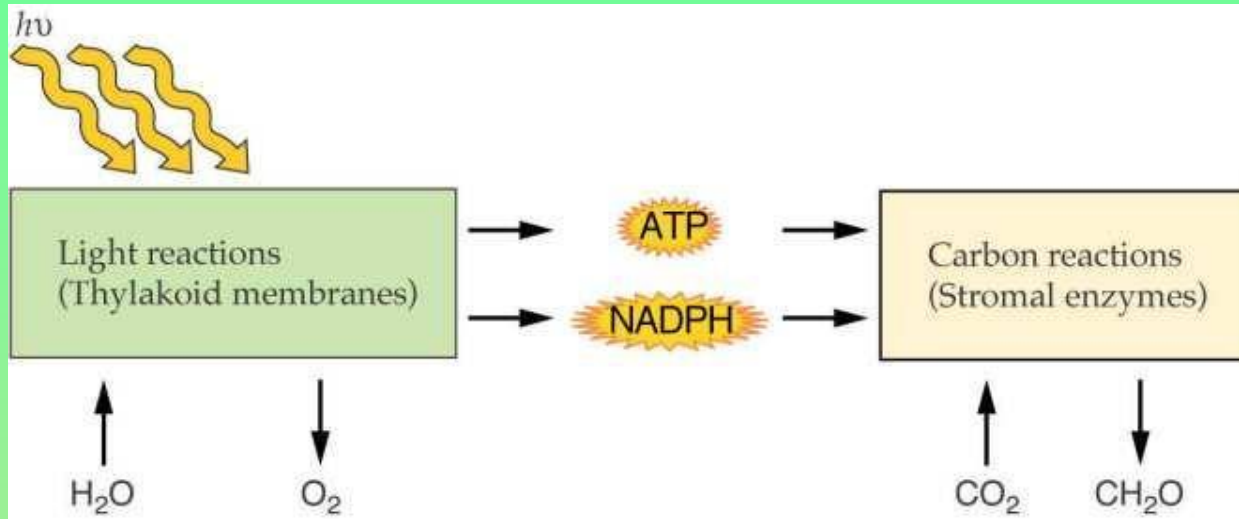 hυ
Light reactions
(Thylakoid membranes)
ATP
NADPH
Carbon reactions
(Stromal enzymes)
H₂O
O₂
CO₂
CH₂O